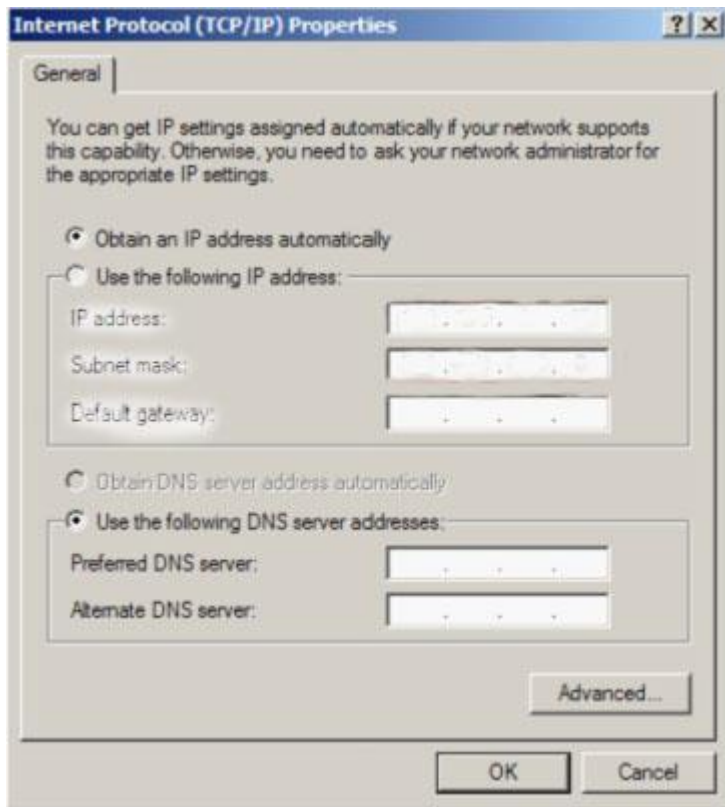 Internet Protocol (TCP/IP) Properties
General
You can get IP settings assigned automatically if your network supports
this capability. Otherwise, you need to ask your network administrator for
the appropriate IP settings.
Obtain an IP address automatically
Use the following IP address:
IP address:
Subnet mask:
Default gateway:
Obtain DNS server address automatically
Use the following DNS server addresses:
Preferred DNS server:
Alternate DNS server:
Advanced...
OK Cancel